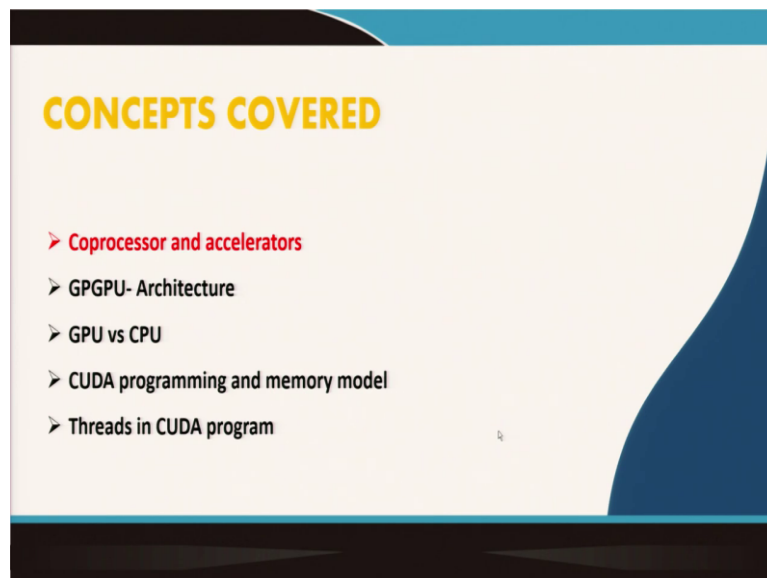 CONCEPTS COVERED
➢ Coprocessor and accelerators
➢ GPGPU- Architecture
➢ GPU vs CPU
➢ CUDA programming and memory model
➢ Threads in CUDA program